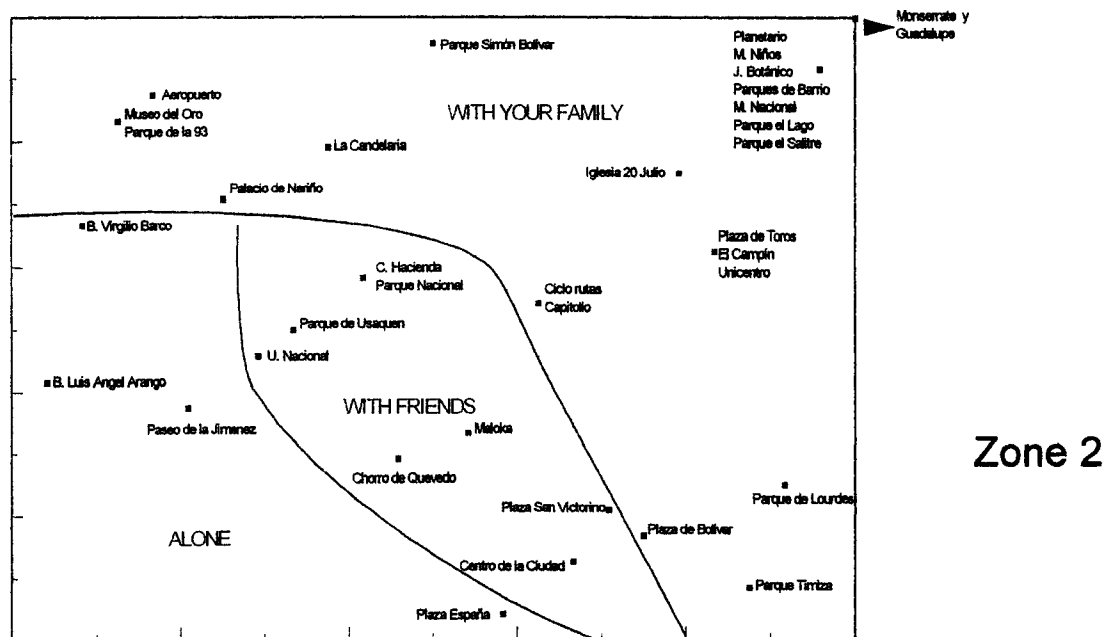 Monserrate y
Guadalupe
Parque Simón Bolívar
Planetario
M. Niños
J. Botánico
Parques de Barrio
M. Nacional
Parque el Lago
Parque el Salitre
Aeropuerto
Museo del Oro
Parque de la 93
WITH YOUR FAMILY
La Candelaria
Iglesia 20 Julio
Palacio de Nariño
B. Virgilio Barco
Plaza de Toros
El Campín
Unicentro
C. Hacienda
Parque Nacional
Ciclo rutas
Capitolio
Parque de Usaquen
U. Nacional
B. Luis Angel Arango
WITH FRIENDS
Paseo de la Jimenez
Maloka
Zone 2
Chorro de Quevedo
Parque de Lourdes
Plaza San Victorino
Plaza de Bolívar
ALONE
Centro de la Ciudad
Parque Timiza
Plaza España